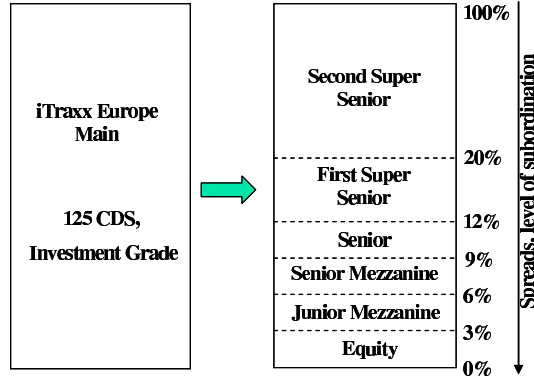 iTraxx Europe
Main
125 CDS,
Investment Grade
100%
Second Super
Senior
20%
First Super
Senior
12%
Senior
9%
Senior Mezzanine
6%
Junior Mezzanine
3%
Equity
0%
Spreads, level of subordination